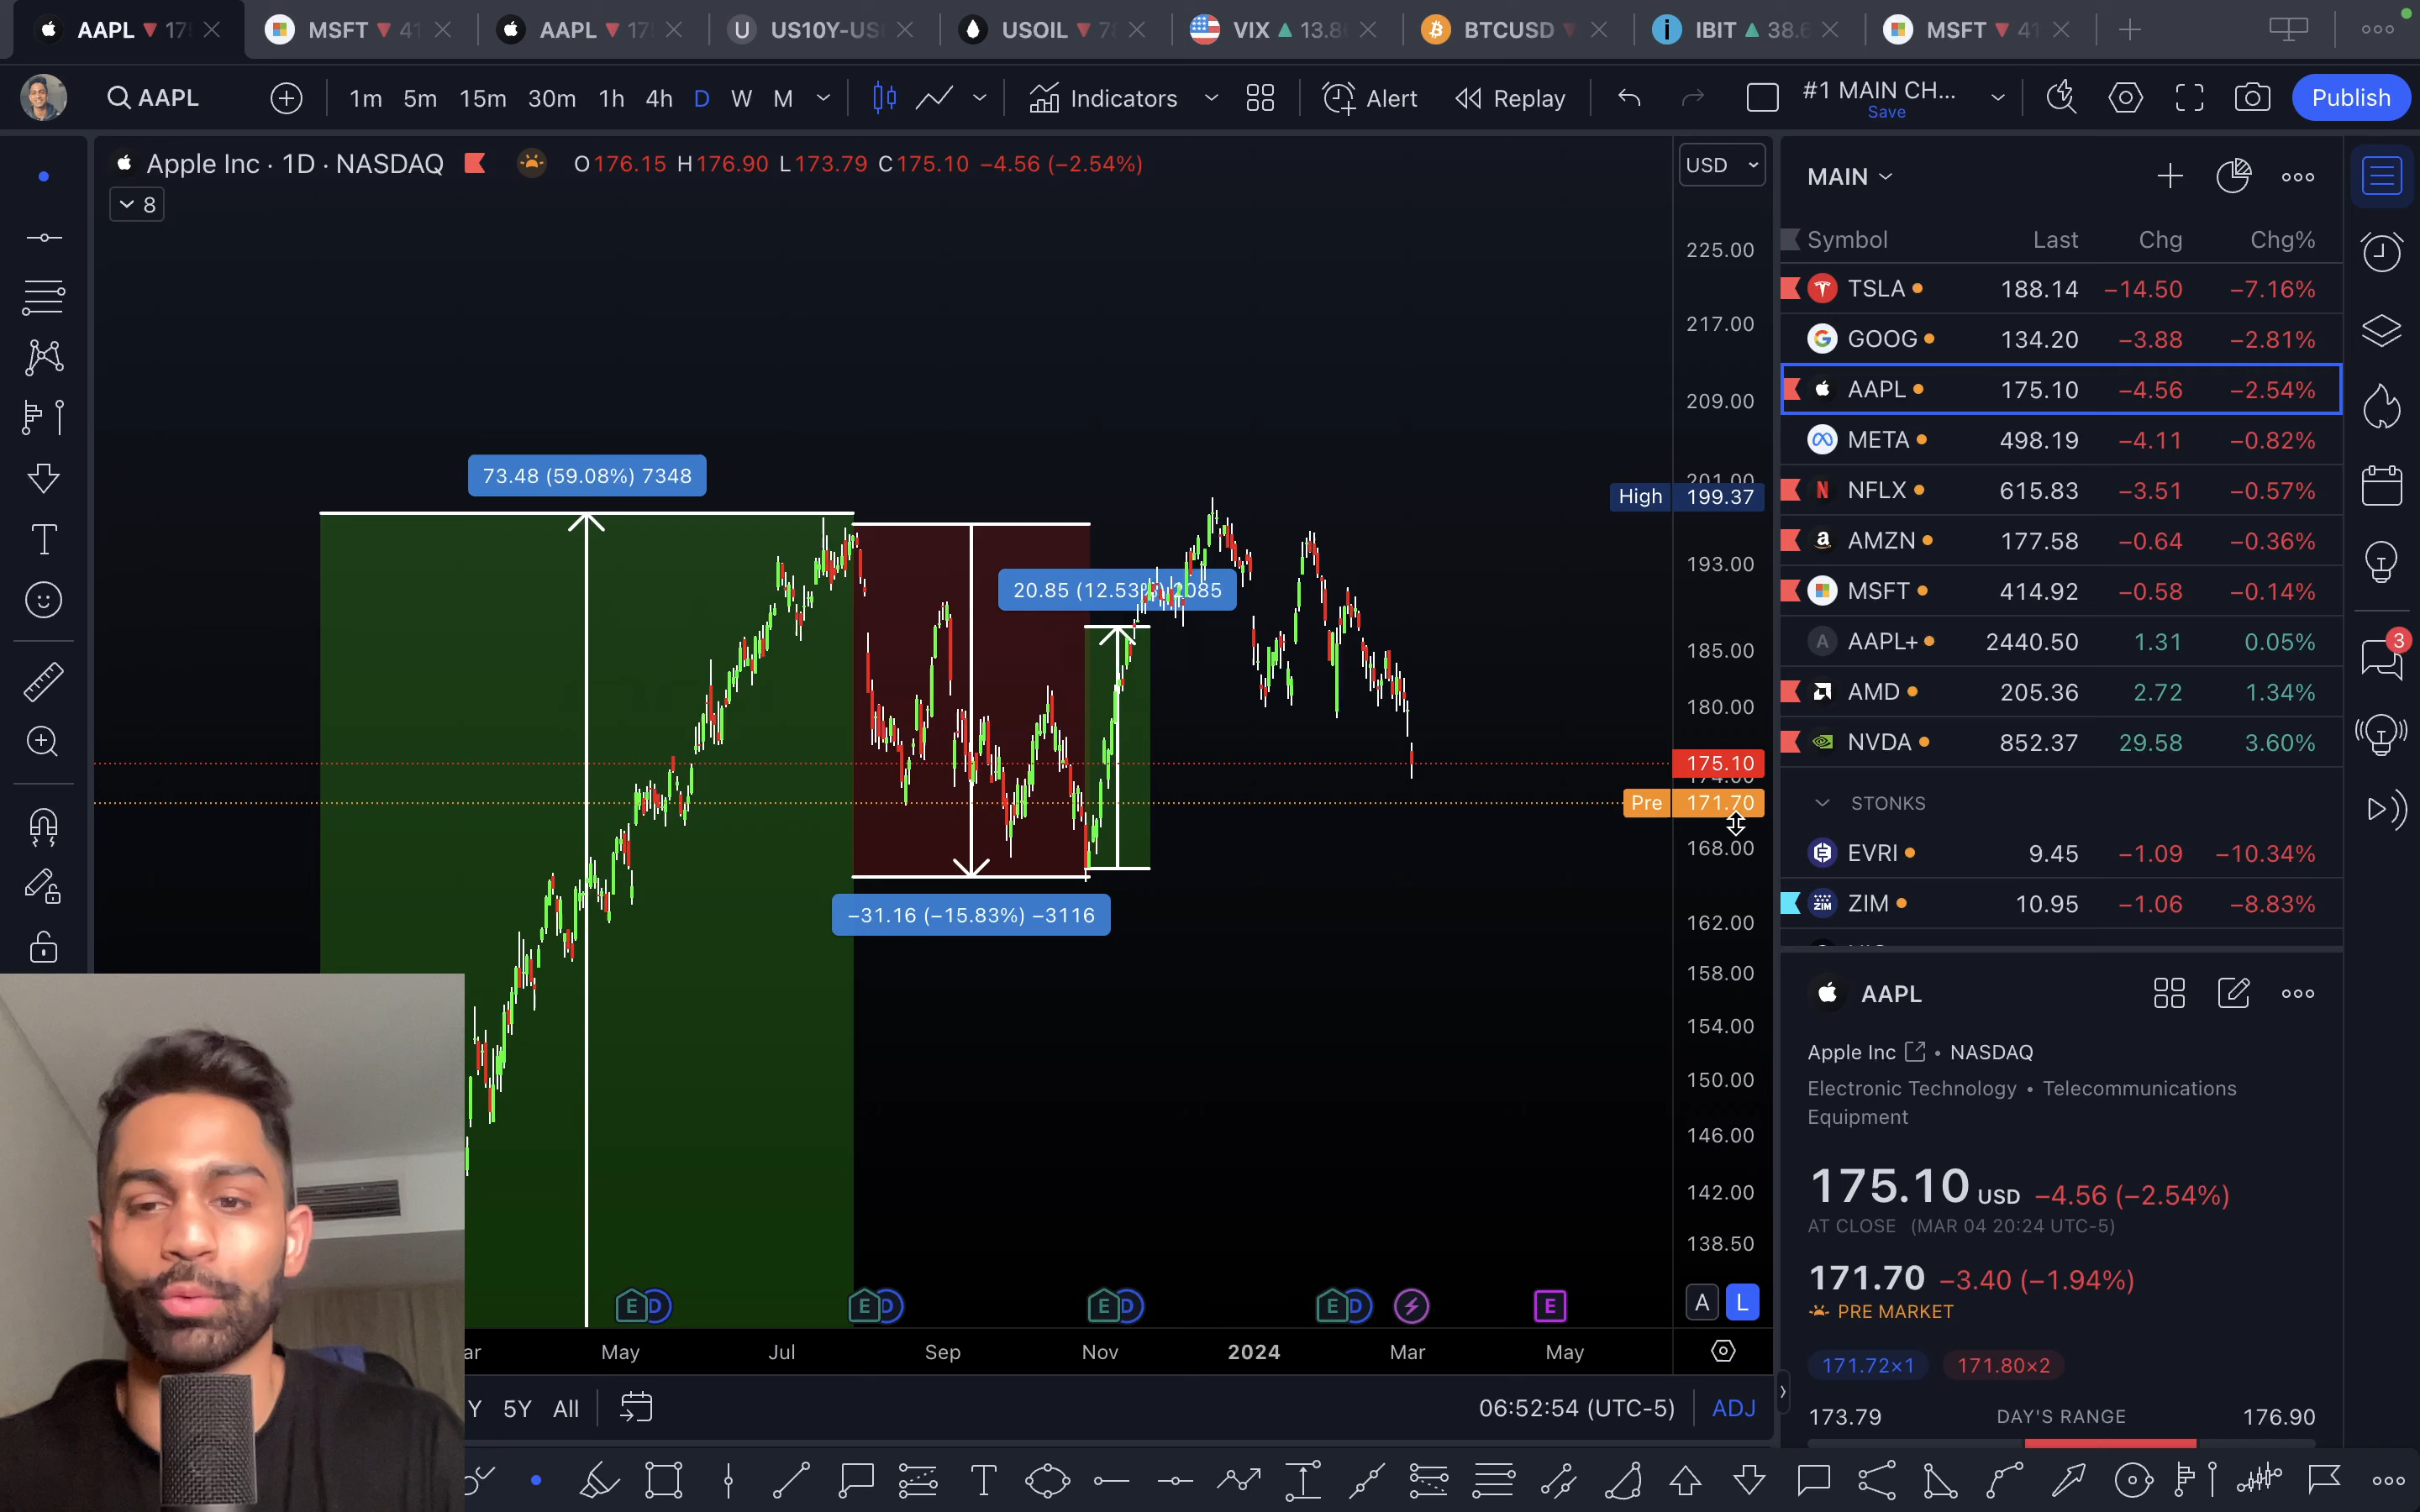 AAPL 17
MSFT 41
AAPL 17
U US10Y-US
USOIL 7
VIX 13.8
BTCUSD
IBIT 38.6
MSFT 41
AAPL
1m 5m 15m 30m 1h 4h D W M
Indicators
Alert
Replay
#1 MAIN CH...
Save
Publish
Apple Inc · 1D · NASDAQ
O176.15 H176.90 L173.79 C175.10 −4.56 (−2.54%)
8
USD
225.00
217.00
209.00
201.00
High 199.37
193.00
185.00
180.00
175.10
174.00
Pre 171.70
168.00
162.00
158.00
154.00
150.00
146.00
142.00
138.50
73.48 (59.08%) 7348
20.85 (12.53%) 2085
−31.16 (−15.83%) −3116
E D
E D
E D
E D
E
A L
ar May Jul Sep Nov 2024 Mar May
Y 5Y All
06:52:54 (UTC-5)
ADJ
MAIN
Symbol Last Chg Chg%
TSLA 188.14 −14.50 −7.16%
GOOG 134.20 −3.88 −2.81%
AAPL 175.10 −4.56 −2.54%
META 498.19 −4.11 −0.82%
NFLX 615.83 −3.51 −0.57%
AMZN 177.58 −0.64 −0.36%
MSFT 414.92 −0.58 −0.14%
A AAPL+ 2440.50 1.31 0.05%
AMD 205.36 2.72 1.34%
NVDA 852.37 29.58 3.60%
STONKS
EVRI 9.45 −1.09 −10.34%
ZIM ZIM 10.95 −1.06 −8.83%
3
AAPL
Apple Inc • NASDAQ
Electronic Technology • Telecommunications
Equipment
175.10 USD −4.56 (−2.54%)
AT CLOSE (MAR 04 20:24 UTC-5)
171.70 −3.40 (−1.94%)
PRE MARKET
171.72×1 171.80×2
173.79 DAY'S RANGE 176.90